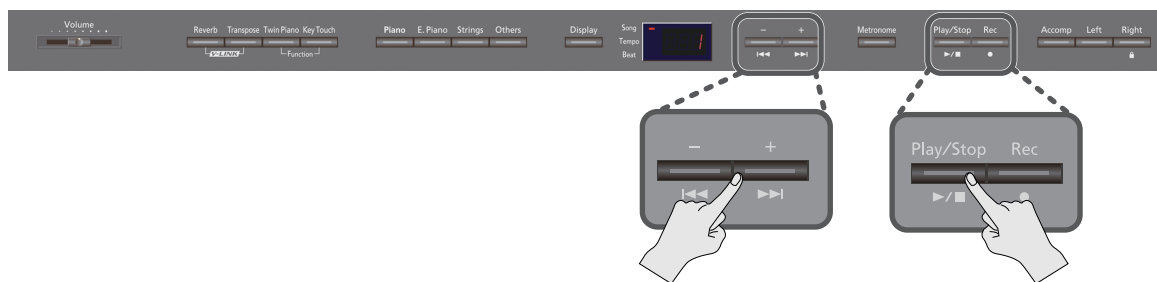 Volume
Reverb Transpose Twin Piano Key Touch
V-LINK Function
Piano E. Piano Strings Others
Display
Song
Tempo
Beat
1
− +
Metronome
Play/Stop Rec
Accomp Left Right
− +
Play/Stop Rec